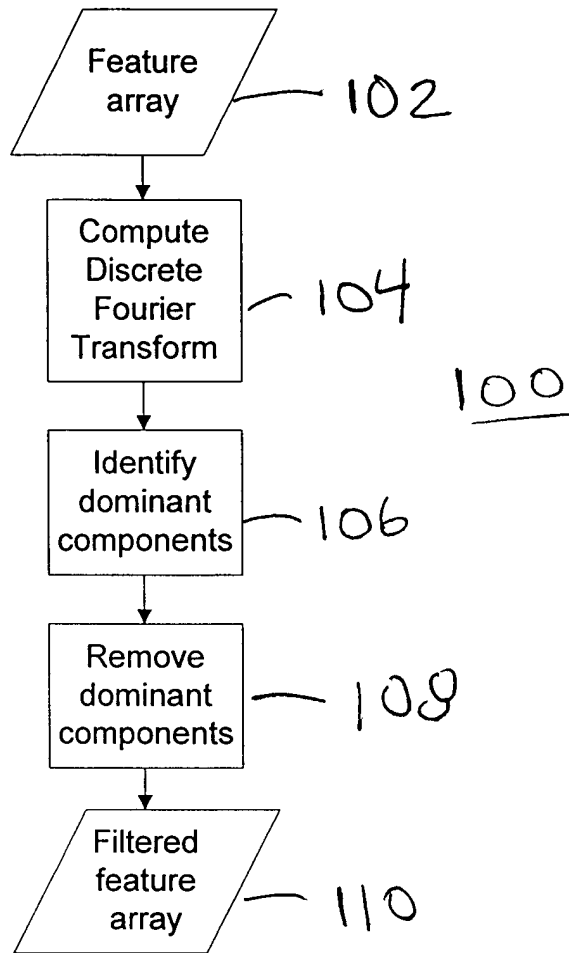 Feature
array
102
Compute
Discrete
Fourier
Transform
104
100
Identify
dominant
components
106
Remove
dominant
components
108
Filtered
feature
array
110